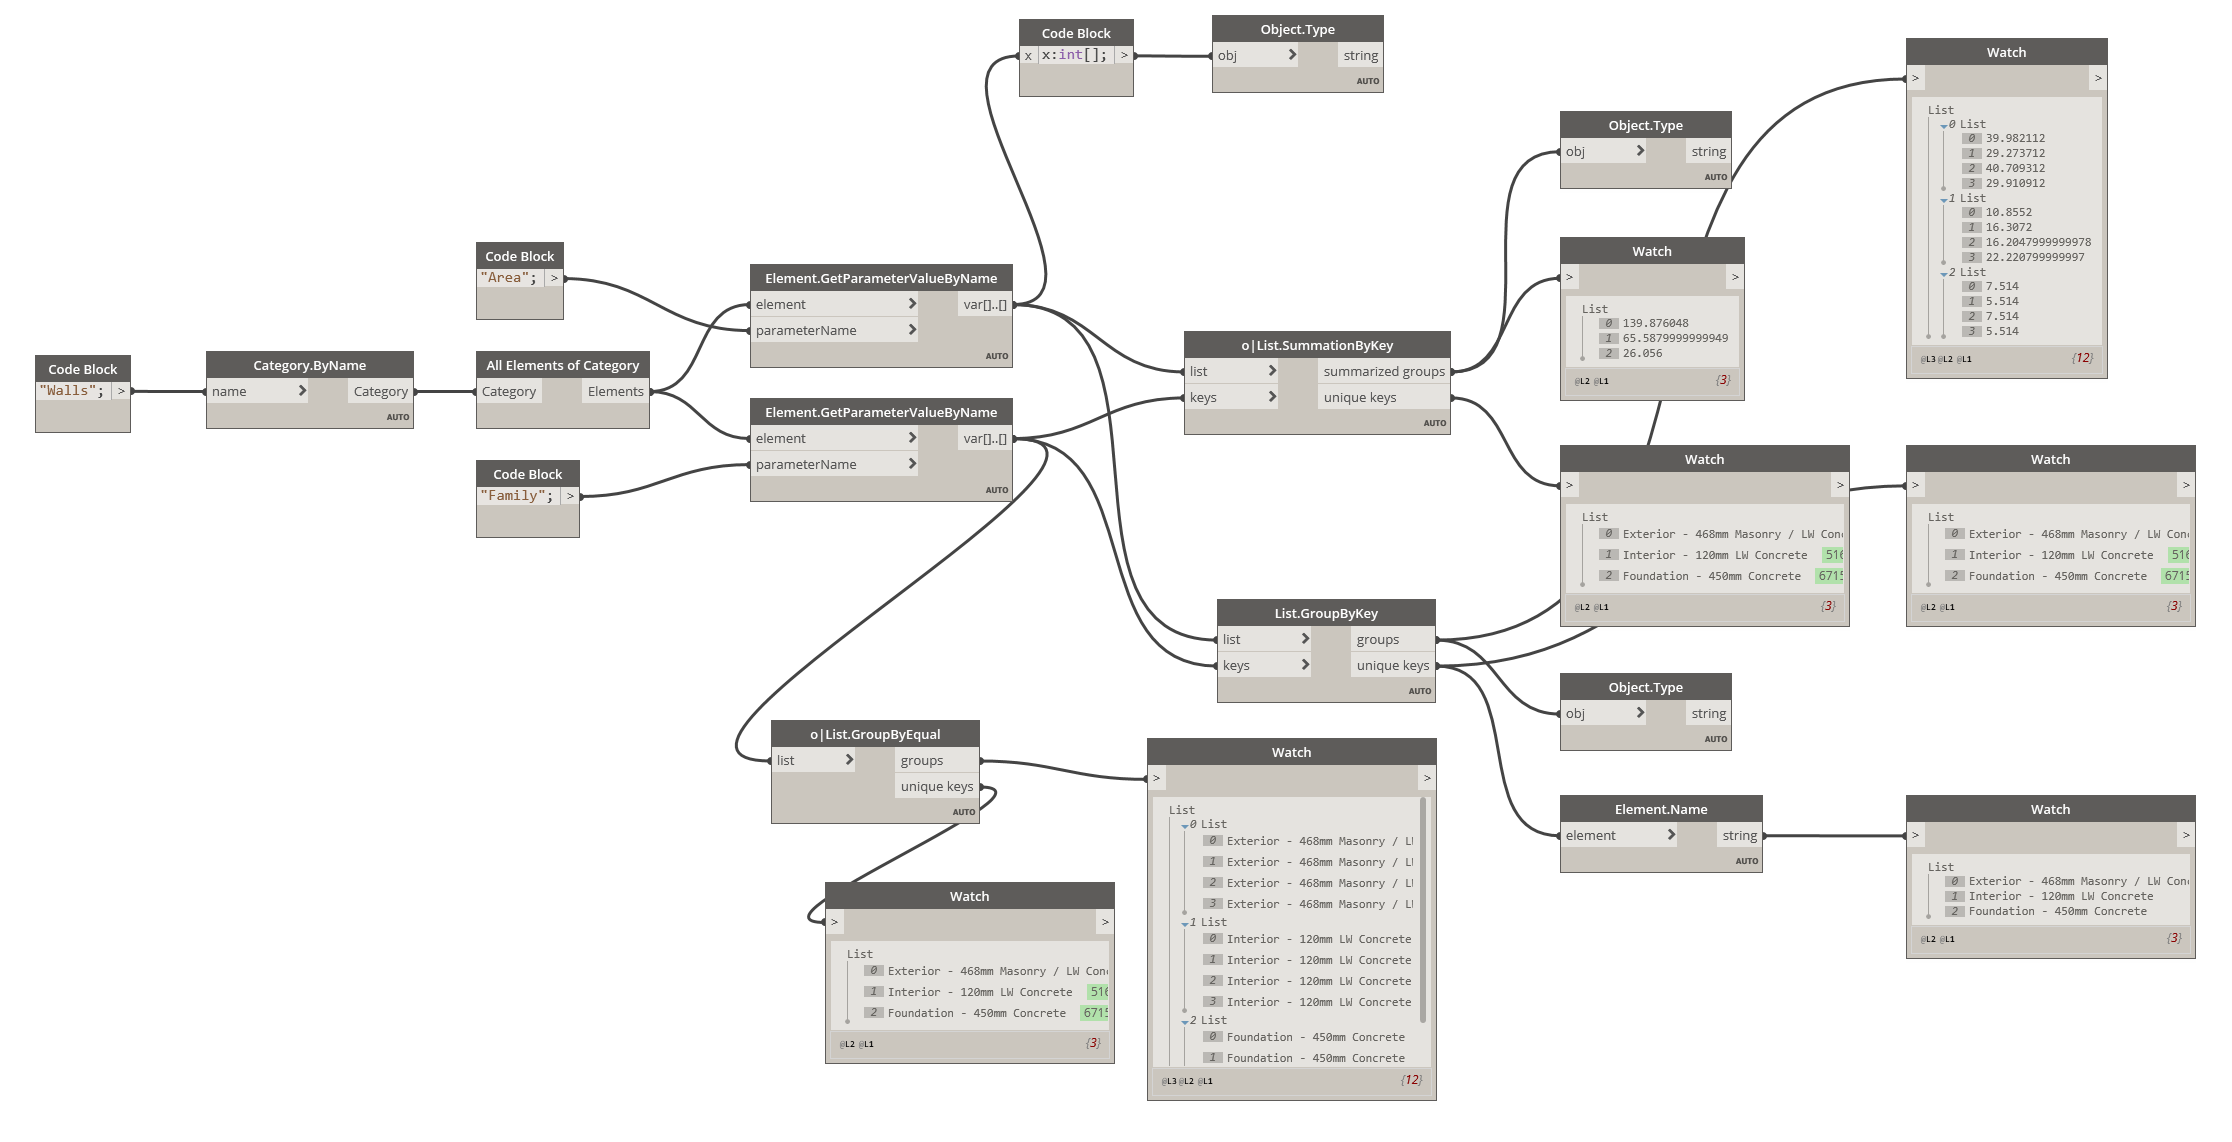 Code Block
"Walls"; >
Category.ByName
name Category
AUTO
Code Block
"Area"; >
All Elements of Category
Category Elements
Code Block
"Family"; >
Element.GetParameterValueByName
element var[]..[]
parameterName
AUTO
Element.GetParameterValueByName
element var[]..[]
parameterName
AUTO
Code Block
x x:int[]; >
Object.Type
obj string
AUTO
o|List.SummationByKey
list summarized groups
keys unique keys
AUTO
List.GroupByKey
list groups
keys unique keys
AUTO
o|List.GroupByEqual
list groups
unique keys
AUTO
Watch
> >
List
0 Exterior - 468mm Masonry / LW Conc
1 Interior - 120mm LW Concrete 516
2 Foundation - 450mm Concrete 6715
@L2 @L1 {3}
Watch
> >
List
0 List
0 Exterior - 468mm Masonry / LW
1 Exterior - 468mm Masonry / LW
2 Exterior - 468mm Masonry / LW
3 Exterior - 468mm Masonry / LW
1 List
0 Interior - 120mm LW Concrete
1 Interior - 120mm LW Concrete
2 Interior - 120mm LW Concrete
3 Interior - 120mm LW Concrete
2 List
0 Foundation - 450mm Concrete
1 Foundation - 450mm Concrete
@L3 @L2 @L1 {12}
Object.Type
obj string
AUTO
Watch
> >
List
0 139.876048
1 65.5879999999949
2 26.056
@L2 @L1 {3}
Watch
> >
List
0 Exterior - 468mm Masonry / LW Conc
1 Interior - 120mm LW Concrete 516
2 Foundation - 450mm Concrete 6715
@L2 @L1 {3}
Object.Type
obj string
AUTO
Element.Name
element string
AUTO
Watch
> >
List
0 List
0 39.982112
1 29.273712
2 40.709312
3 29.910912
1 List
0 10.8552
1 16.3072
2 16.2047999999978
3 22.220799999997
2 List
0 7.514
1 5.514
2 7.514
3 5.514
@L3 @L2 @L1 {12}
Watch
> >
List
0 Exterior - 468mm Masonry / LW Conc
1 Interior - 120mm LW Concrete 516
2 Foundation - 450mm Concrete 6715
@L2 @L1 {3}
Watch
> >
List
0 Exterior - 468mm Masonry / LW Conc
1 Interior - 120mm LW Concrete
2 Foundation - 450mm Concrete
@L2 @L1 {3}